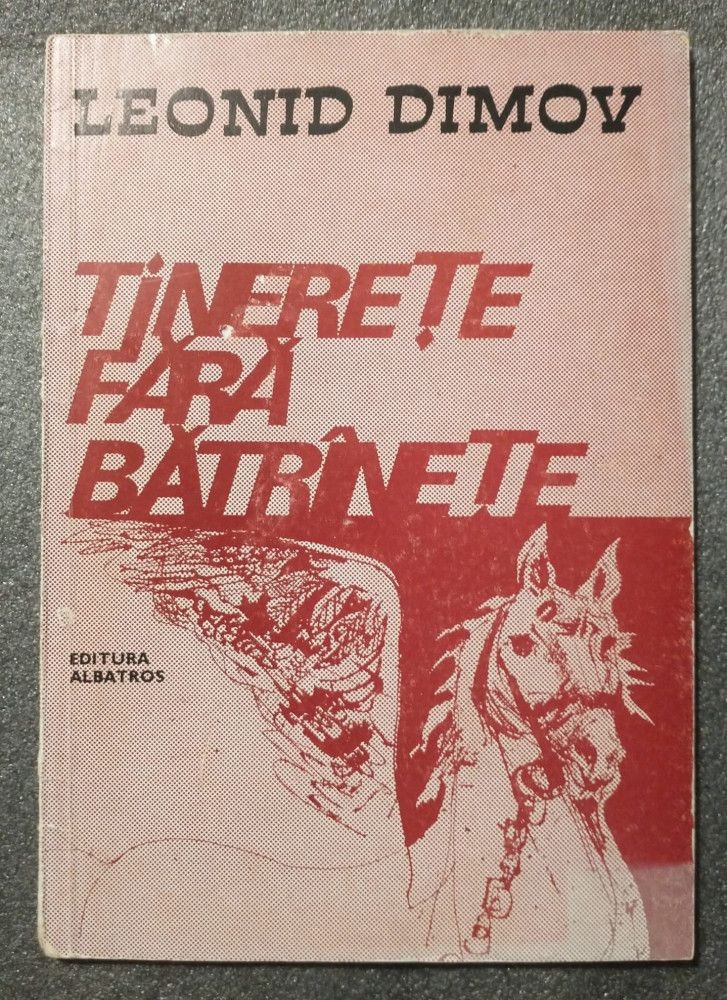 LEONID DIMOV
TINEREȚE
FĂRĂ
BĂTRÎNEȚE
EDITURA
ALBATROS